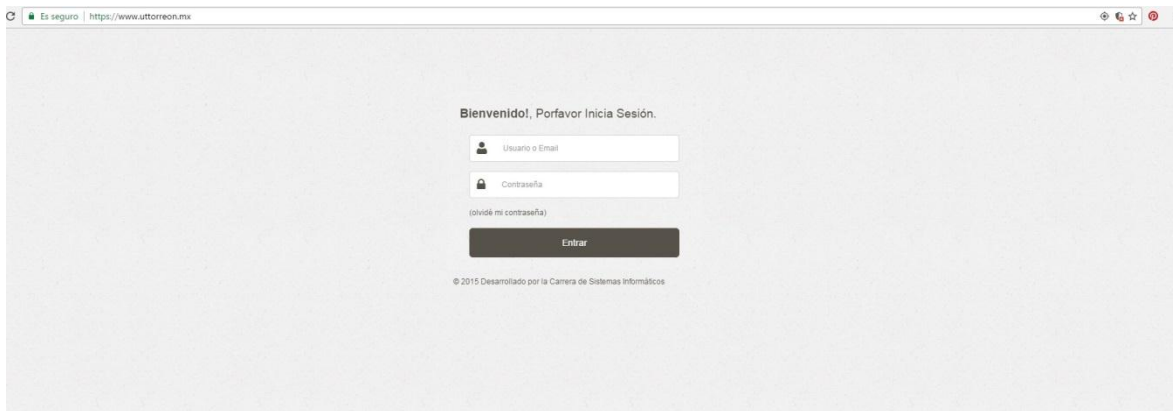 Es seguro | https://www.uttorreon.mx
Bienvenido!, Porfavor Inicia Sesión.
Usuario o Email
Contraseña
(olvidé mi contraseña)
Entrar
© 2015 Desarrollado por la Carrera de Sistemas Informáticos